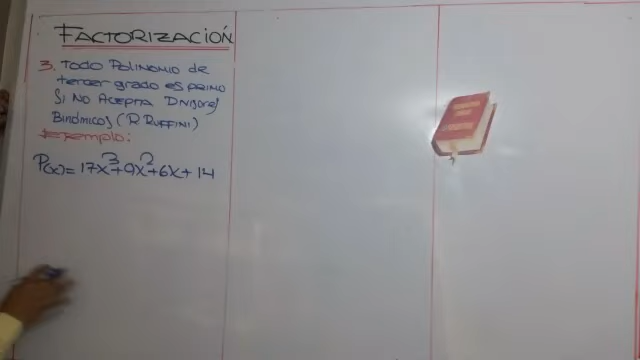 FACTORIZACIÓN
3. TODO POLINOMIO de
tercer grado es PRIMO
SI NO ACEPTA DIVISORES
BINÓMICOS (R RUFFINI)
Ejemplo:
P(x) = 17x³+9x²+6x+14